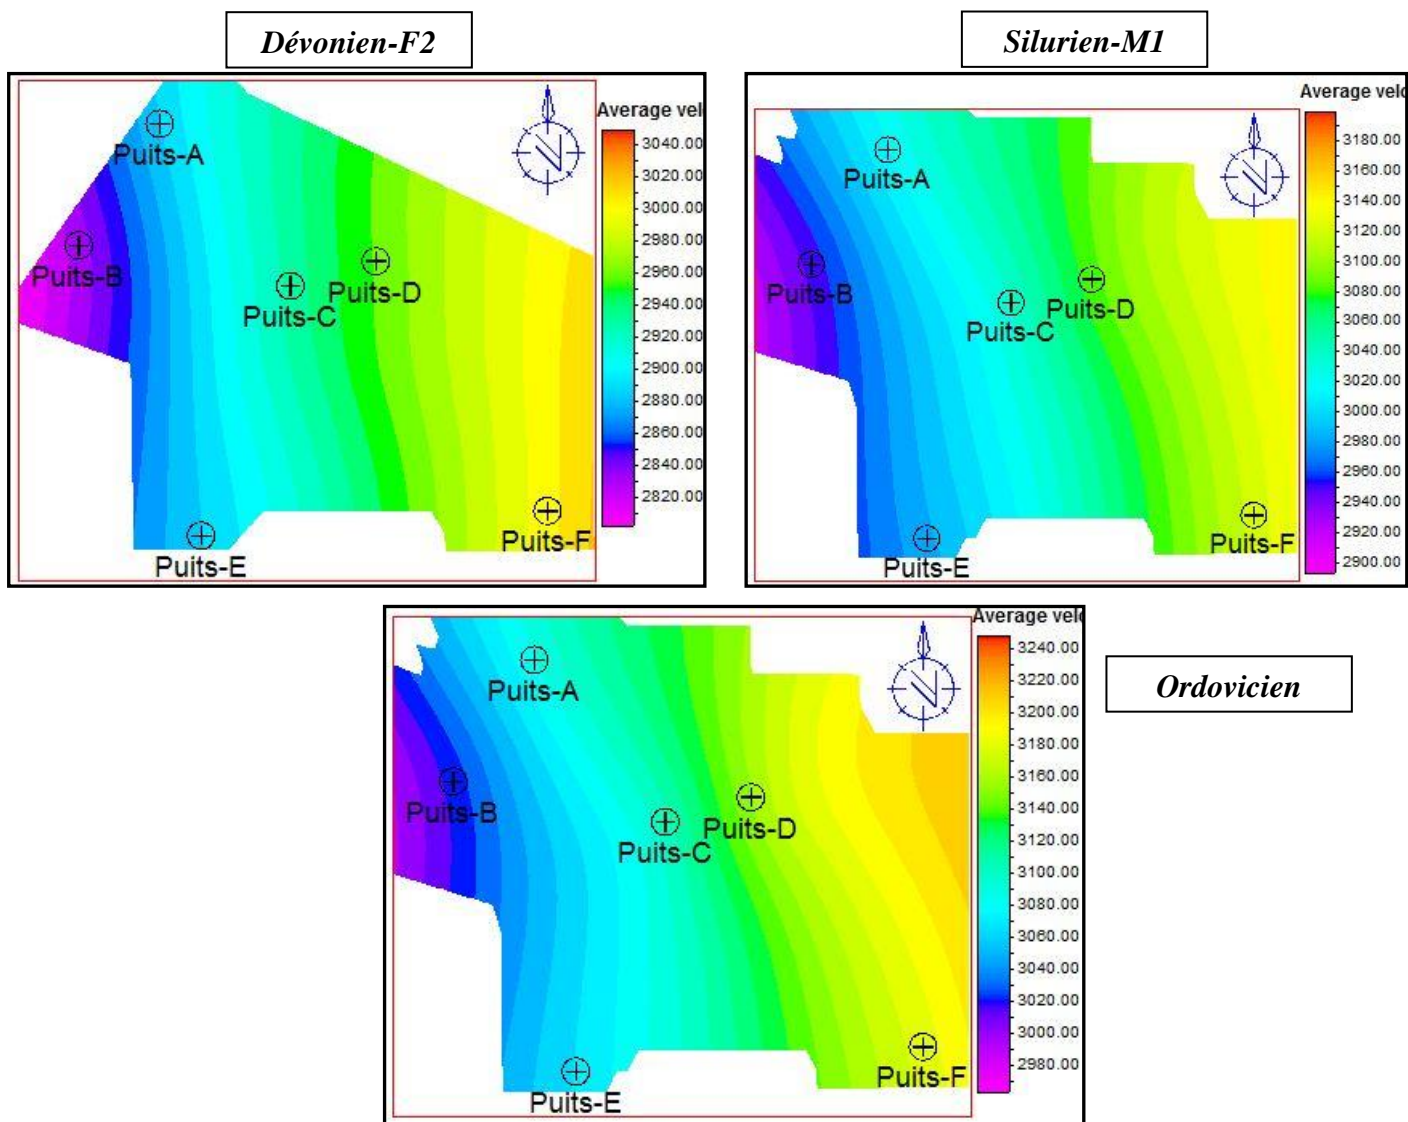 Dévonien-F2
Silurien-M1
Average velo
3040.00
3020.00
3000.00
2980.00
2960.00
2940.00
2920.00
2900.00
2880.00
2860.00
2840.00
2820.00
Puits-A
Puits-B
Puits-C
Puits-D
Puits-E
Puits-F
N
Average velo
3180.00
3160.00
3140.00
3120.00
3100.00
3080.00
3060.00
3040.00
3020.00
3000.00
2980.00
2960.00
2940.00
2920.00
2900.00
Puits-A
Puits-B
Puits-C
Puits-D
Puits-E
Puits-F
N
Average velo
3240.00
3220.00
3200.00
3180.00
3160.00
3140.00
3120.00
3100.00
3080.00
3060.00
3040.00
3020.00
3000.00
2980.00
Puits-A
Puits-B
Puits-C
Puits-D
Puits-E
Puits-F
N
Ordovicien